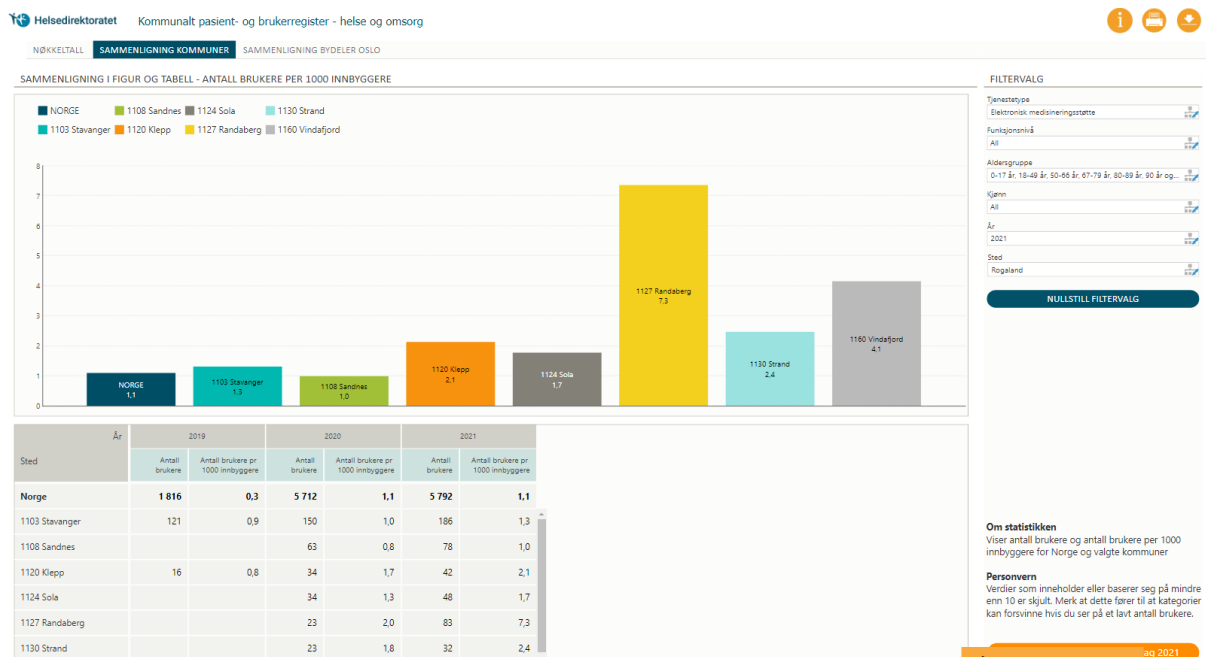 Helsedirektoratet Kommunalt pasient- og brukerregister - helse og omsorg
NØKKELTALL SAMMENLIGNING KOMMUNER SAMMENLIGNING BYDELER OSLO
SAMMENLIGNING I FIGUR OG TABELL - ANTALL BRUKERE PER 1000 INNBYGGERE
NORGE 1108 Sandnes 1124 Sola 1130 Strand
1103 Stavanger 1120 Klepp 1127 Randaberg 1160 Vindafjord
8
7
6
5
4
3
2
1
0
NORGE
1,1
1103 Stavanger
1,3
1108 Sandnes
1,0
1120 Klepp
2,1
1124 Sola
1,7
1127 Randaberg
7,3
1130 Strand
2,4
1160 Vindafjord
4,1
År 2019 2020 2021
Sted Antall brukere Antall brukere pr 1000 innbyggere Antall brukere Antall brukere pr 1000 innbyggere Antall brukere Antall brukere pr 1000 innbyggere
Norge 1 816 0,3 5 712 1,1 5 792 1,1
1103 Stavanger 121 0,9 150 1,0 186 1,3
1108 Sandnes 63 0,8 78 1,0
1120 Klepp 16 0,8 34 1,7 42 2,1
1124 Sola 34 1,3 48 1,7
1127 Randaberg 23 2,0 83 7,3
1130 Strand 23 1,8 32 2,4
FILTERVALG
Tjenestetype
Elektronisk medisineringsstøtte
Funksjonsnivå
All
Aldersgruppe
0-17 år, 18-49 år, 50-66 år, 67-79 år, 80-89 år, 90 år og...
Kjønn
All
År
2021
Sted
Rogaland
NULLSTILL FILTERVALG
Om statistikken
Viser antall brukere og antall brukere per 1000
innbyggere for Norge og valgte kommuner
Personvern
Verdier som inneholder eller baserer seg på mindre
enn 10 er skjult. Merk at dette fører til at kategorier
kan forsvinne hvis du ser på et lavt antall brukere.
2021